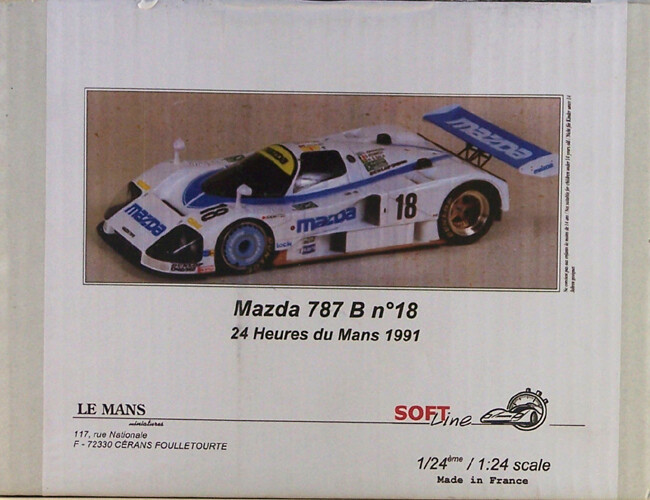 mazda
mazda
18
mazda
18
Mazda 787 B n°18
24 Heures du Mans 1991
LE MANS
miniatures
117, rue Nationale
F - 72330 CÉRANS FOULLETOURTE
SOFT
Line
1/24ème / 1:24 scale
Made in France